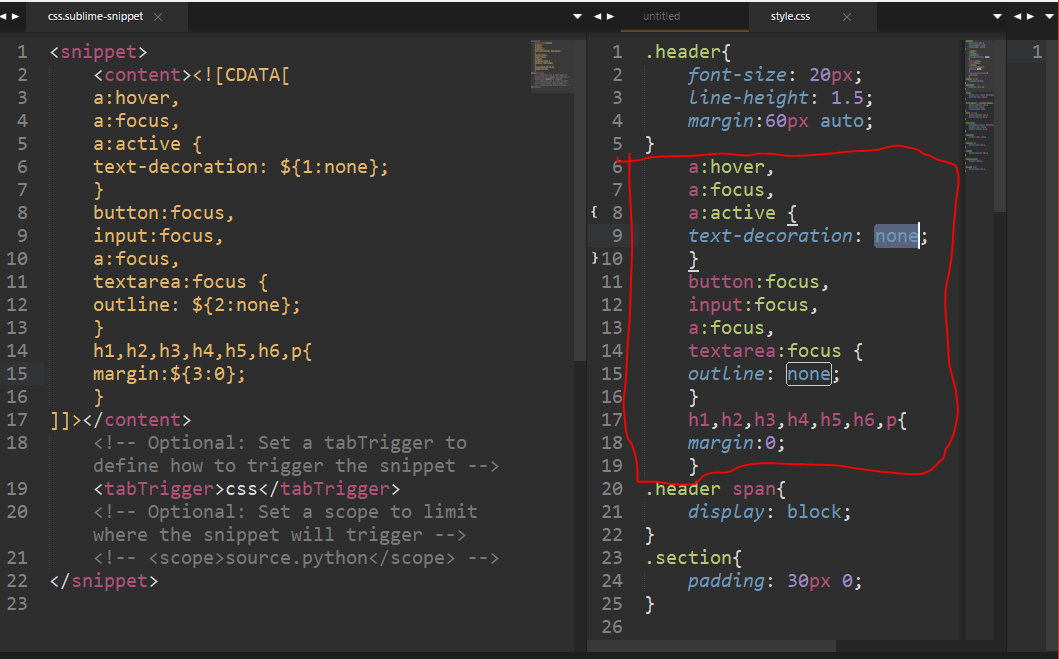 css.sublime-snippet
1 <snippet>
2 <content><![CDATA[
3 a:hover,
4 a:focus,
5 a:active {
6 text-decoration: ${1:none};
7 }
8 button:focus,
9 input:focus,
10 a:focus,
11 textarea:focus {
12 outline: ${2:none};
13 }
14 h1,h2,h3,h4,h5,h6,p{
15 margin:${3:0};
16 }
17 ]]></content>
18 <!-- Optional: Set a tabTrigger to
define how to trigger the snippet -->
19 <tabTrigger>css</tabTrigger>
20 <!-- Optional: Set a scope to limit
where the snippet will trigger -->
21 <!-- <scope>source.python</scope> -->
22 </snippet>
23
untitled
style.css
1 .header{
2 font-size: 20px;
3 line-height: 1.5;
4 margin:60px auto;
5 }
6 a:hover,
7 a:focus,
{ 8 a:active {
9 text-decoration: none;
}10 }
11 button:focus,
12 input:focus,
13 a:focus,
14 textarea:focus {
15 outline: none;
16 }
17 h1,h2,h3,h4,h5,h6,p{
18 margin:0;
19 }
20 .header span{
21 display: block;
22 }
23 .section{
24 padding: 30px 0;
25 }
26
1